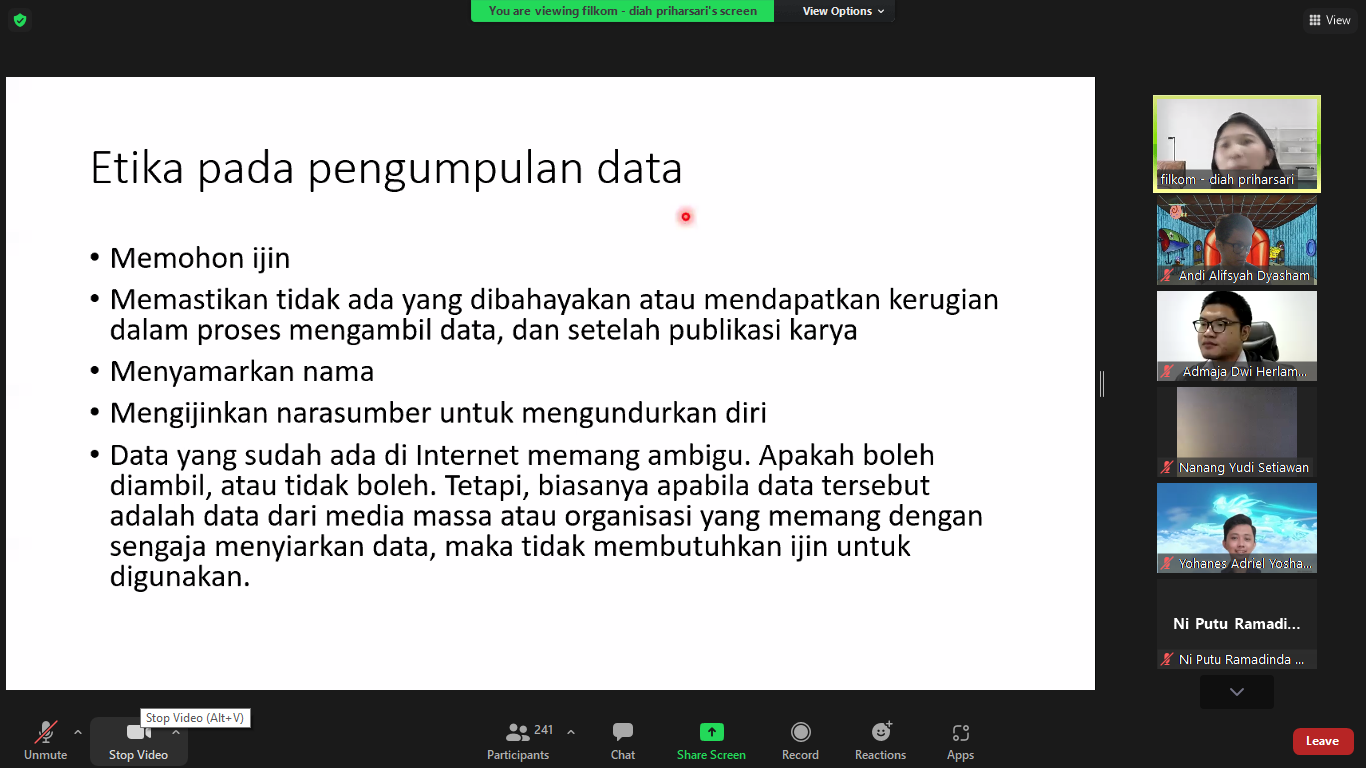 You are viewing filkom - diah priharsari's screen
View Options
View
Etika pada pengumpulan data
• Memohon ijin
• Memastikan tidak ada yang dibahayakan atau mendapatkan kerugian
dalam proses mengambil data, dan setelah publikasi karya
• Menyamarkan nama
• Mengijinkan narasumber untuk mengundurkan diri
• Data yang sudah ada di Internet memang ambigu. Apakah boleh
diambil, atau tidak boleh. Tetapi, biasanya apabila data tersebut
adalah data dari media massa atau organisasi yang memang dengan
sengaja menyiarkan data, maka tidak membutuhkan ijin untuk
digunakan.
filkom - diah priharsari
Andi Alifsyah Dyasham
Admaja Dwi Herlam...
Nanang Yudi Setiawan
Yohanes Adriel Yosha...
Ni Putu Ramadi...
Ni Putu Ramadinda ...
Stop Video (Alt+V)
Unmute
Stop Video
241
Participants
Chat
Share Screen
Record
Reactions
Apps
Leave